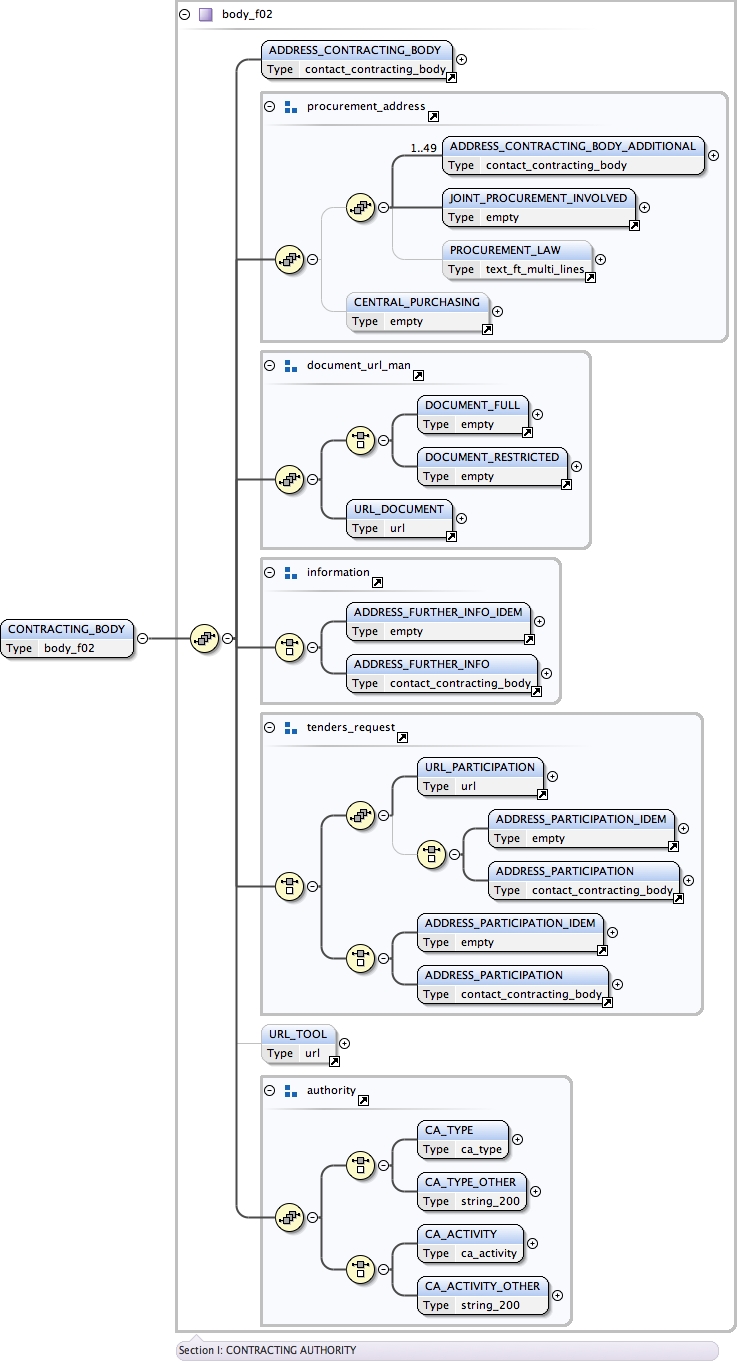 body_f02
ADDRESS_CONTRACTING_BODY
Type contact_contracting_body
procurement_address
1..49
ADDRESS_CONTRACTING_BODY_ADDITIONAL
Type contact_contracting_body
JOINT_PROCUREMENT_INVOLVED
Type empty
PROCUREMENT_LAW
Type text_ft_multi_lines
CENTRAL_PURCHASING
Type empty
document_url_man
DOCUMENT_FULL
Type empty
DOCUMENT_RESTRICTED
Type empty
URL_DOCUMENT
Type url
information
ADDRESS_FURTHER_INFO_IDEM
Type empty
CONTRACTING_BODY
Type body_f02
ADDRESS_FURTHER_INFO
Type contact_contracting_body
tenders_request
URL_PARTICIPATION
Type url
ADDRESS_PARTICIPATION_IDEM
Type empty
ADDRESS_PARTICIPATION
Type contact_contracting_body
ADDRESS_PARTICIPATION_IDEM
Type empty
ADDRESS_PARTICIPATION
Type contact_contracting_body
URL_TOOL
Type url
authority
CA_TYPE
Type ca_type
CA_TYPE_OTHER
Type string_200
CA_ACTIVITY
Type ca_activity
CA_ACTIVITY_OTHER
Type string_200
Section I: CONTRACTING AUTHORITY